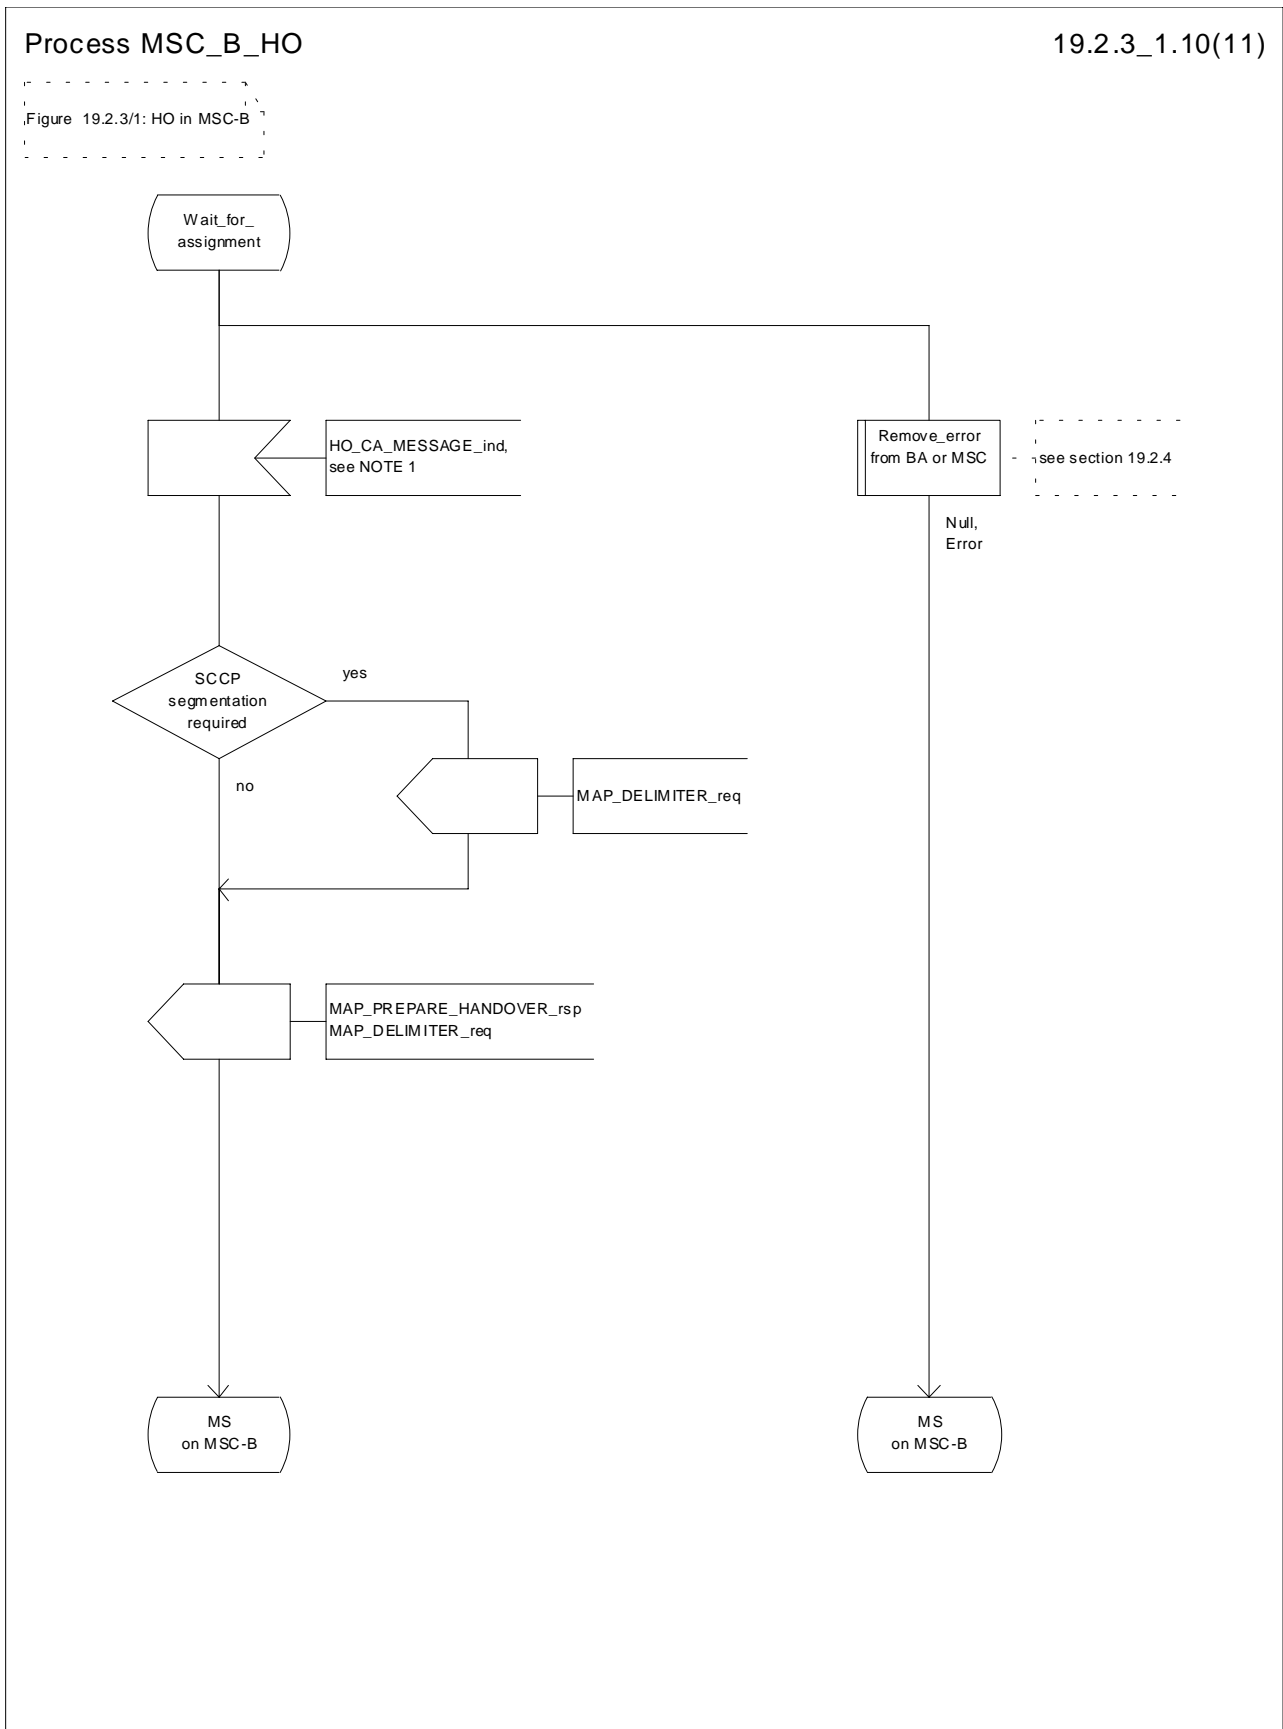 Process MSC_B_HO
19.2.3_1.10(11)
Figure 19.2.3/1: HO in MSC-B
Wait_for_
assignment
HO_CA_MESSAGE_ind,
see NOTE 1
Remove_error
from BA or MSC
see section 19.2.4
Null,
Error
SCCP
segmentation
required
yes
no
MAP_DELIMITER_req
MAP_PREPARE_HANDOVER_rsp
MAP_DELIMITER_req
MS
on MSC-B
MS
on MSC-B